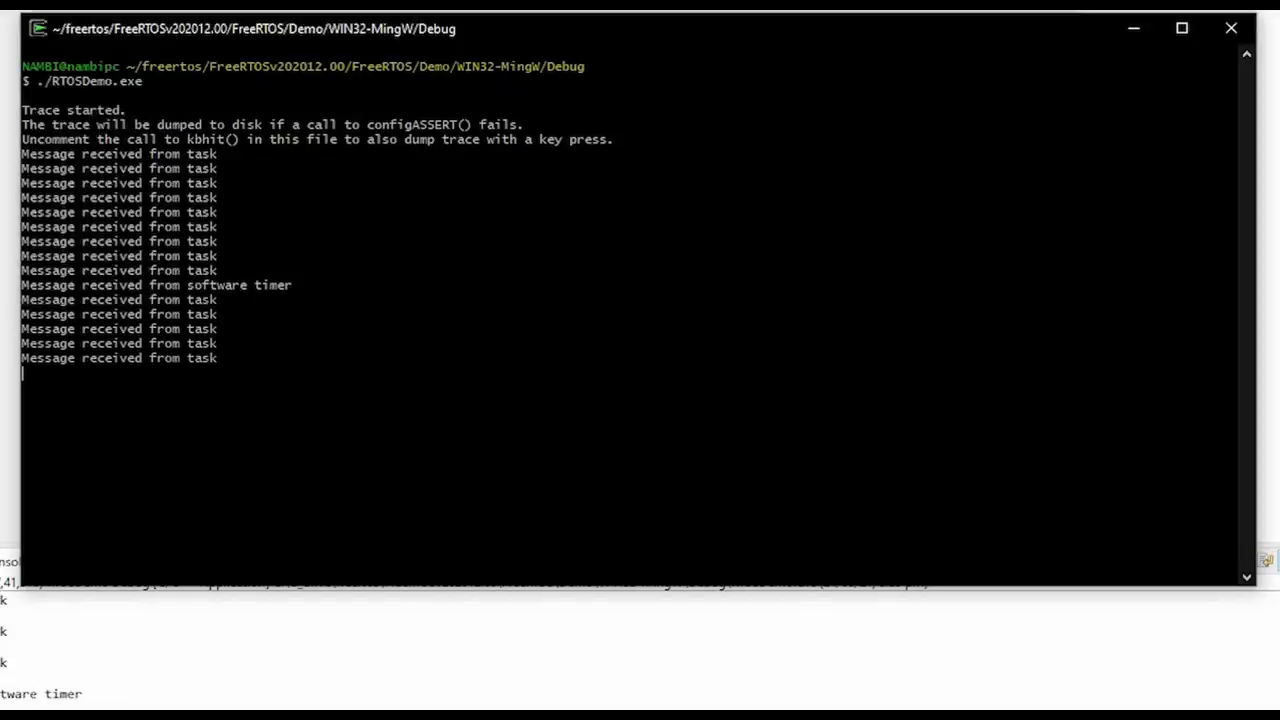 ~/freertos/FreeRTOSv202012.00/FreeRTOS/Demo/WIN32-MingW/Debug
NAMBI@nambipc ~/freertos/FreeRTOSv202012.00/FreeRTOS/Demo/WIN32-MingW/Debug
$ ./RTOSDemo.exe
Trace started.
The trace will be dumped to disk if a call to configASSERT() fails.
Uncomment the call to kbhit() in this file to also dump trace with a key press.
Message received from task
Message received from task
Message received from task
Message received from task
Message received from task
Message received from task
Message received from task
Message received from task
Message received from task
Message received from software timer
Message received from task
Message received from task
Message received from task
Message received from task
Message received from task
nsol
k
k
k
tware timer